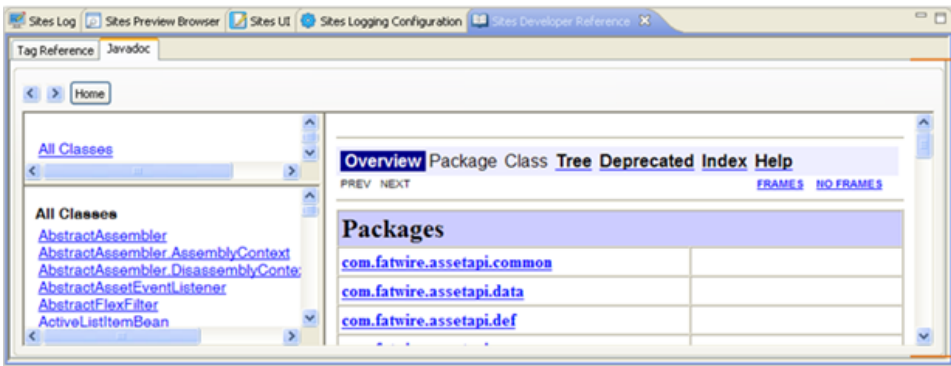 Sites Log Sites Preview Browser Sites UI Sites Logging Configuration Sites Developer Reference
Tag Reference Javadoc
Home
All Classes
All Classes
AbstractAssembler
AbstractAssembler.AssemblyContext
AbstractAssembler.DisassemblyConte
AbstractAssetEventListener
AbstractFlexFilter
ActiveListItemBean
Overview Package Class Tree Deprecated Index Help
PREV NEXT FRAMES NO FRAMES
Packages
com.fatwire.assetapi.common
com.fatwire.assetapi.data
com.fatwire.assetapi.def